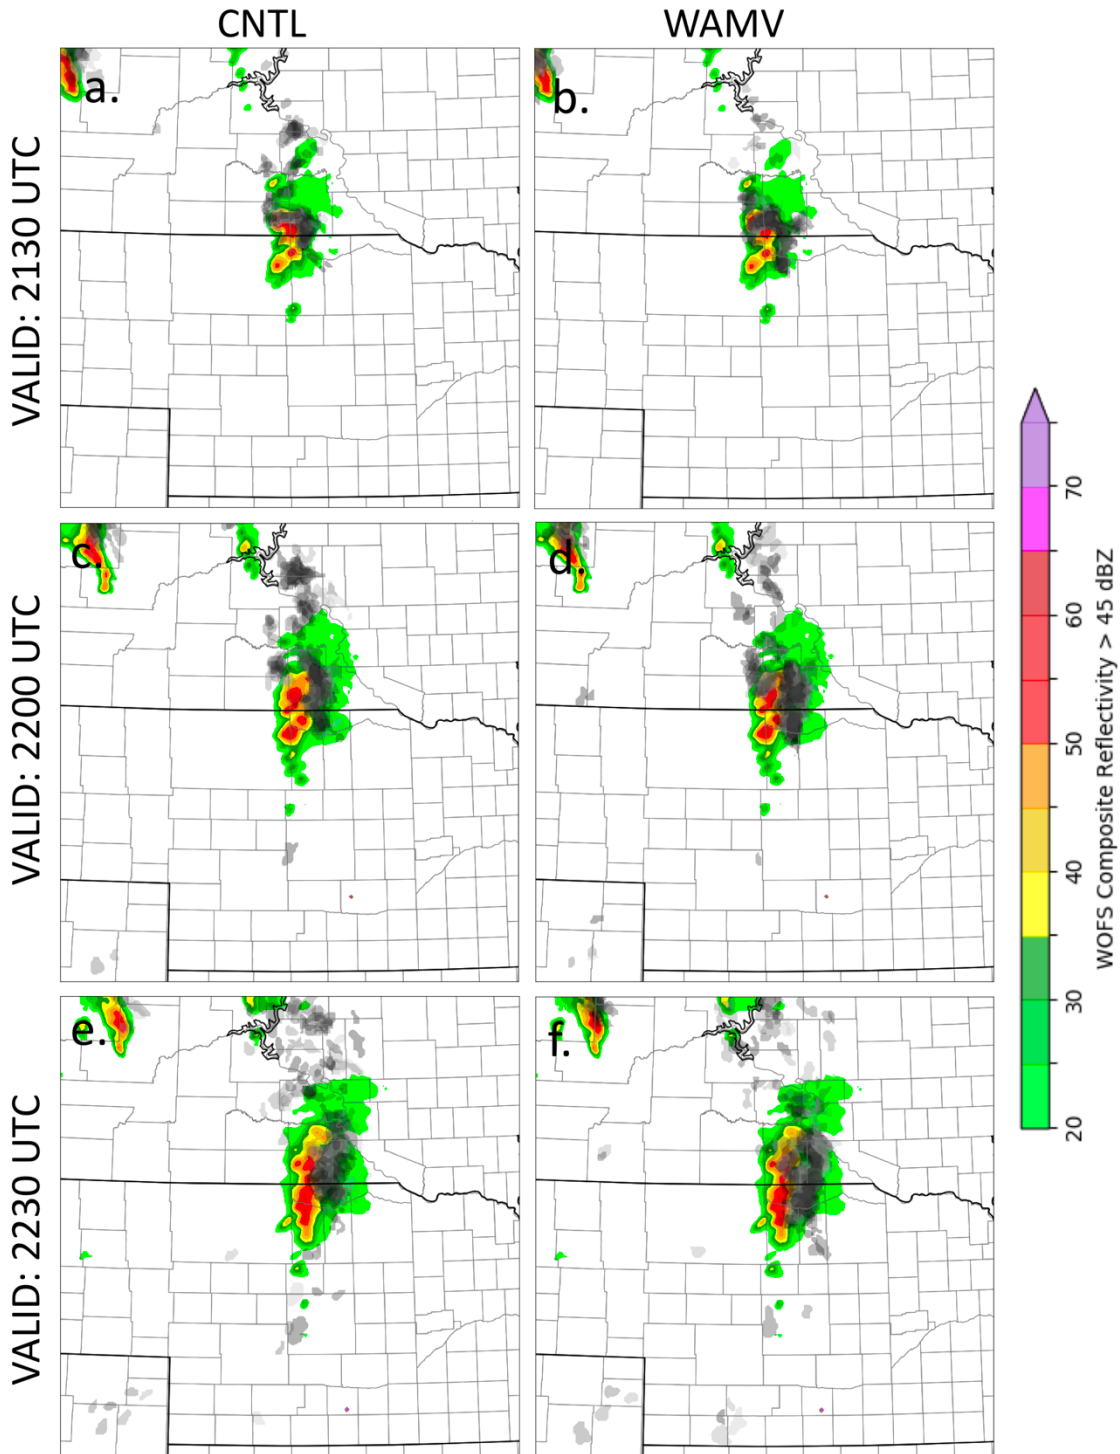 CNTL
WAMV
VALID: 2130 UTC
a.
b.
VALID: 2200 UTC
c.
d.
VALID: 2230 UTC
e.
f.
70
60
50
40
30
20
WOFS Composite Reflectivity > 45 dBZ